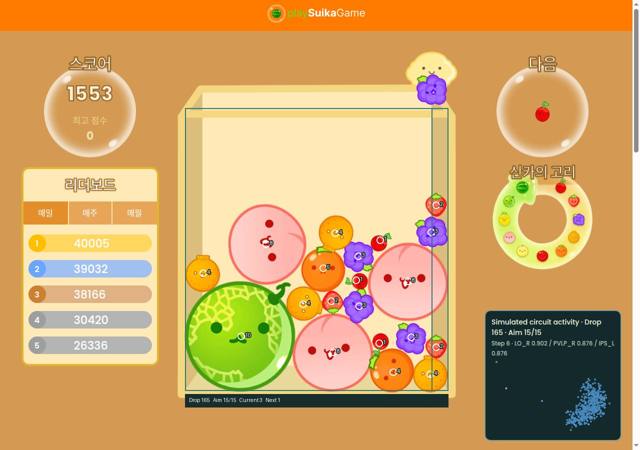 playSuikaGame
스코어
1553
최고 점수
0
다음
신카의 고리
리더보드
매일
매주
매월
1 40005
2 39032
3 38166
4 30420
5 26336
Simulated circuit activity · Drop
165 · Aim 15/15
Step 6 · LO_R 0.902 / PVLP_R 0.876 / IPS_L
0.876
Drop 165 Aim 15/15 Current 3 Next 1